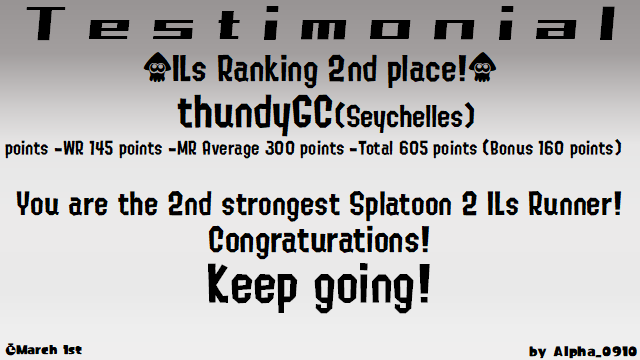 Testimonial
ILs Ranking 2nd place!
thundyGC(Seychelles)
points -WR 145 points -MR Average 300 points -Total 605 points (Bonus 160 points)
You are the 2nd strongest Splatoon 2 ILs Runner!
Congraturations!
Keep going!
March 1st
by Alpha_0910